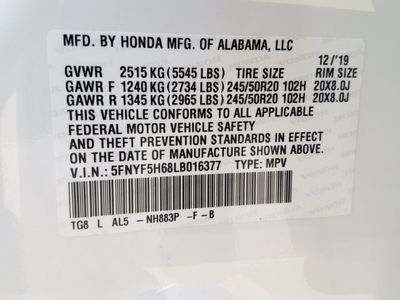 MFD. BY HONDA MFG. OF ALABAMA, LLC
12/'19
GVWR 2515 KG (5545 LBS) TIRE SIZE RIM SIZE
GAWR F 1240 KG (2734 LBS) 245/50R20 102H 20X8.0J
GAWR R 1345 KG (2965 LBS) 245/50R20 102H 20X8.0J
THIS VEHICLE CONFORMS TO ALL APPLICABLE
FEDERAL MOTOR VEHICLE SAFETY
AND THEFT PREVENTION STANDARDS IN EFFECT
ON THE DATE OF MANUFACTURE SHOWN ABOVE.
V.I.N.: 5FNYF5H68LB016377 TYPE: MPV
TG8 L AL5 -NH883P -F-B